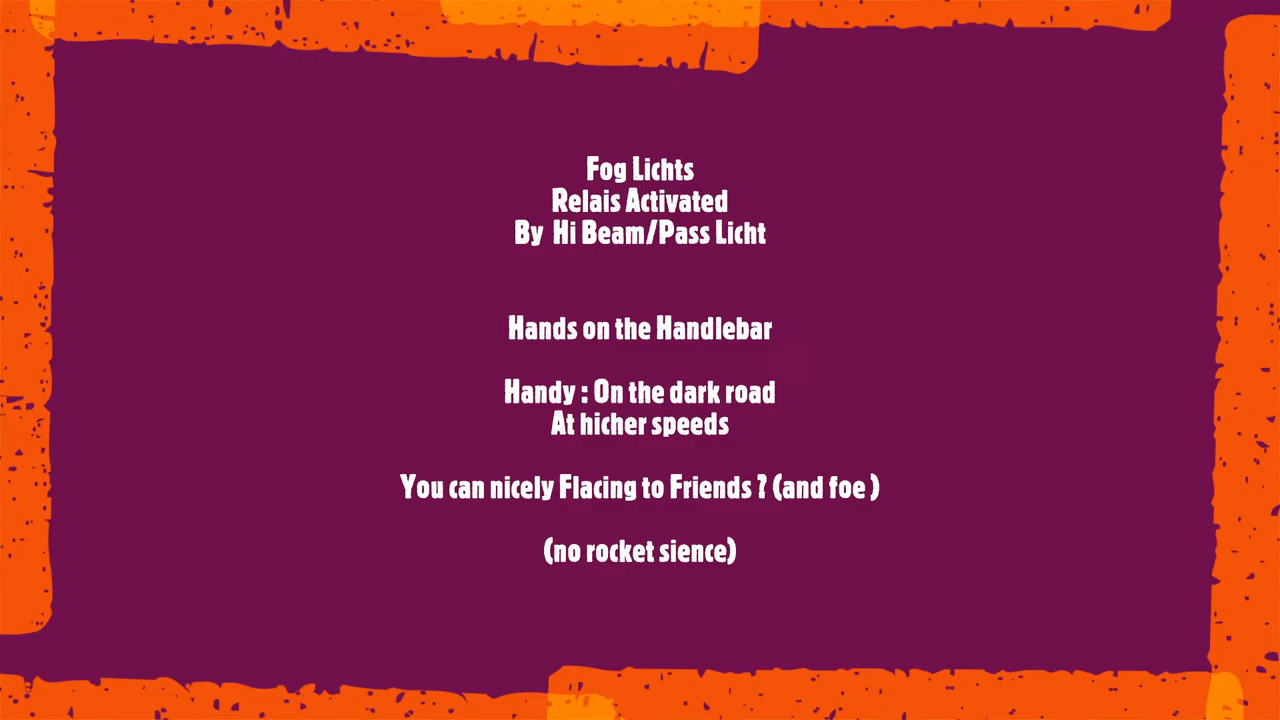 Fog Lichts
Relais Activated
By Hi Beam/Pass Licht
Hands on the Handlebar
Handy : On the dark road
At hicher speeds
You can nicely Flacing to Friends ? (and foe )
(no rocket sience)